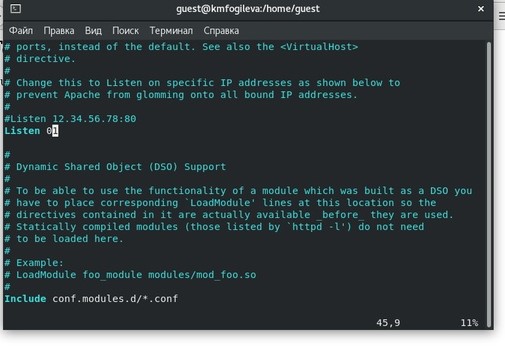 guest@kmfogileva:/home/guest
Файл Правка Вид Поиск Терминал Справка
# ports, instead of the default. See also the <VirtualHost>
# directive.
#
# Change this to Listen on specific IP addresses as shown below to
# prevent Apache from glomming onto all bound IP addresses.
#
#Listen 12.34.56.78:80
Listen 81
#
# Dynamic Shared Object (DSO) Support
#
# To be able to use the functionality of a module which was built as a DSO you
# have to place corresponding `LoadModule' lines at this location so the
# directives contained in it are actually available _before_ they are used.
# Statically compiled modules (those listed by `httpd -l') do not need
# to be loaded here.
#
# Example:
# LoadModule foo_module modules/mod_foo.so
#
Include conf.modules.d/*.conf
45,9 11%